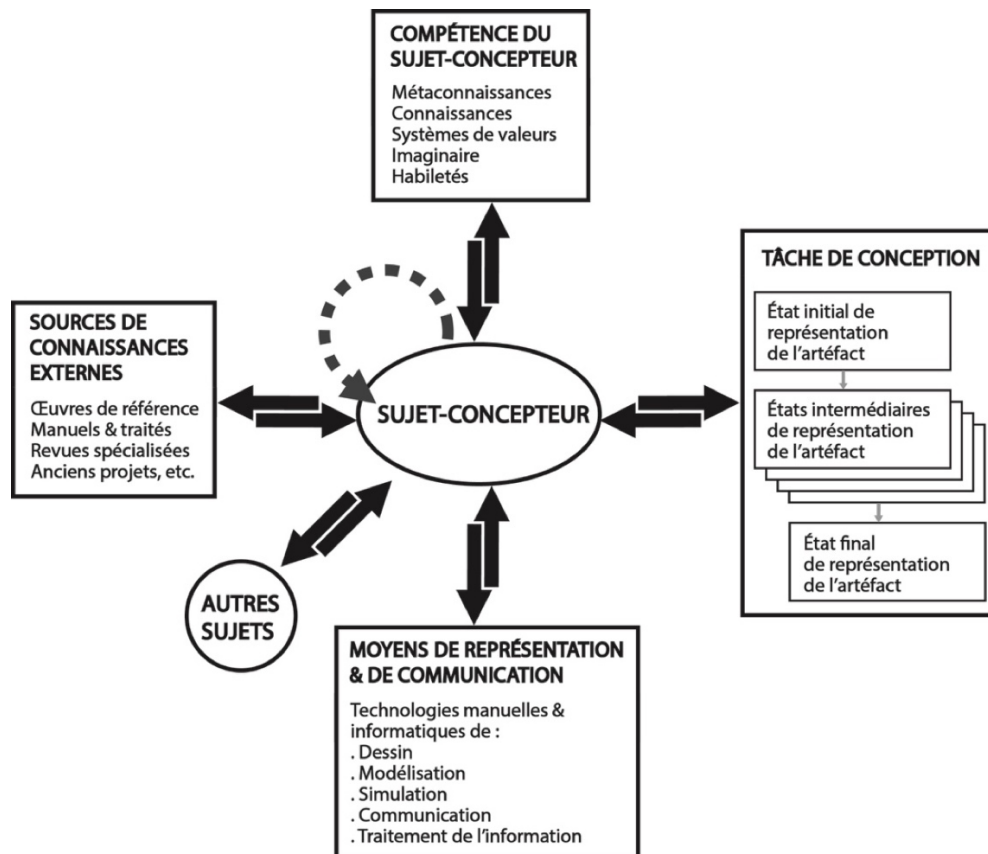 COMPÉTENCE DU
SUJET-CONCEPTEUR
Métaconnaissances
Connaissances
Systèmes de valeurs
Imaginaire
Habiletés
TÂCHE DE CONCEPTION
État initial de
représentation
de l'artéfact
États intermédiaires
de représentation
de l'artéfact
État final
de représentation
de l'artéfact
SOURCES DE
CONNAISSANCES
EXTERNES
Œuvres de référence
Manuels & traités
Revues spécialisées
Anciens projets, etc.
SUJET-CONCEPTEUR
AUTRES
SUJETS
MOYENS DE REPRÉSENTATION
& DE COMMUNICATION
Technologies manuelles &
informatiques de :
. Dessin
. Modélisation
. Simulation
. Communication
. Traitement de l'information